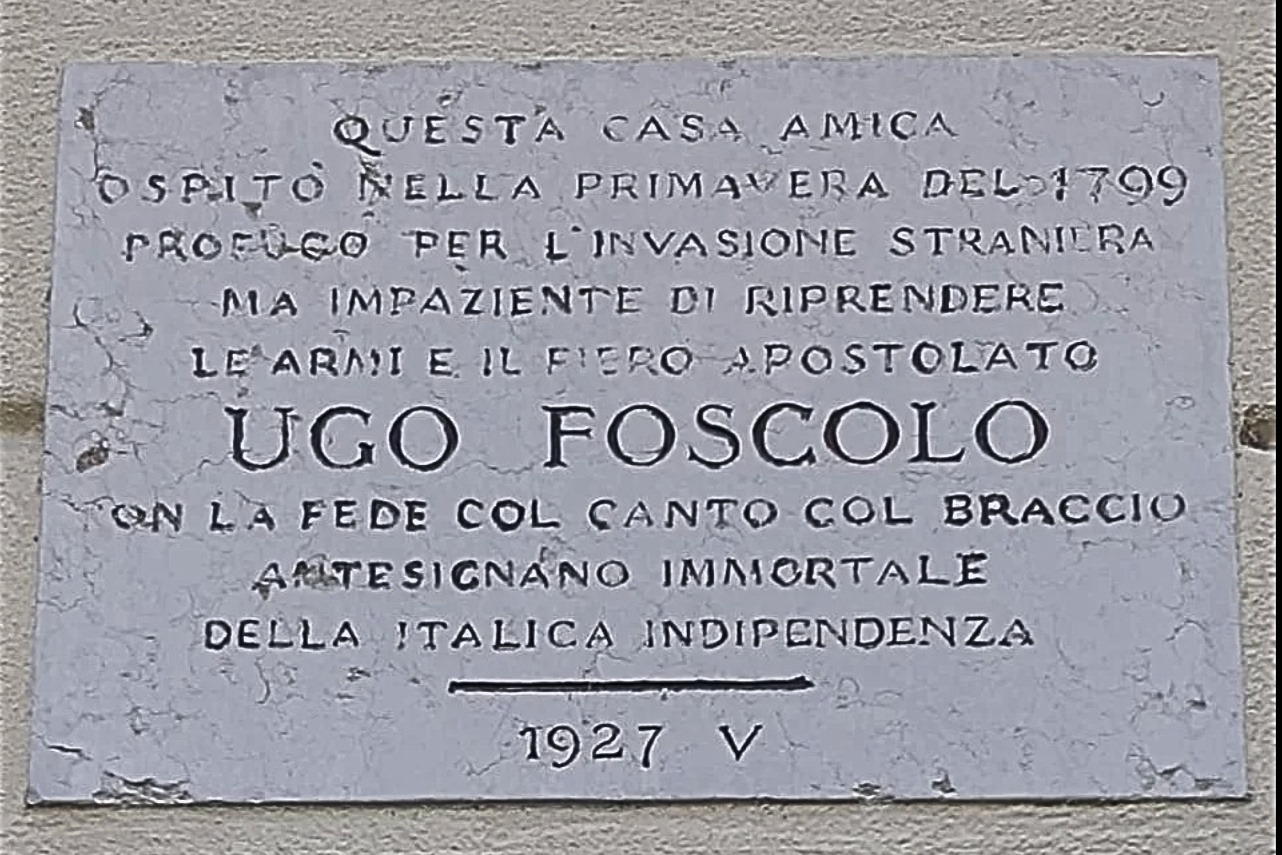 QUESTA CASA AMICA
OSPITÒ NELLA PRIMAVERA DEL 1799
PROFUGO PER L'INVASIONE STRANIERA
MA IMPAZIENTE DI RIPRENDERE
LE ARMI E IL FIERO APOSTOLATO
UGO FOSCOLO
CON LA FEDE COL CANTO COL BRACCIO
ANTESIGNANO IMMORTALE
DELLA ITALICA INDIPENDENZA
1927 V